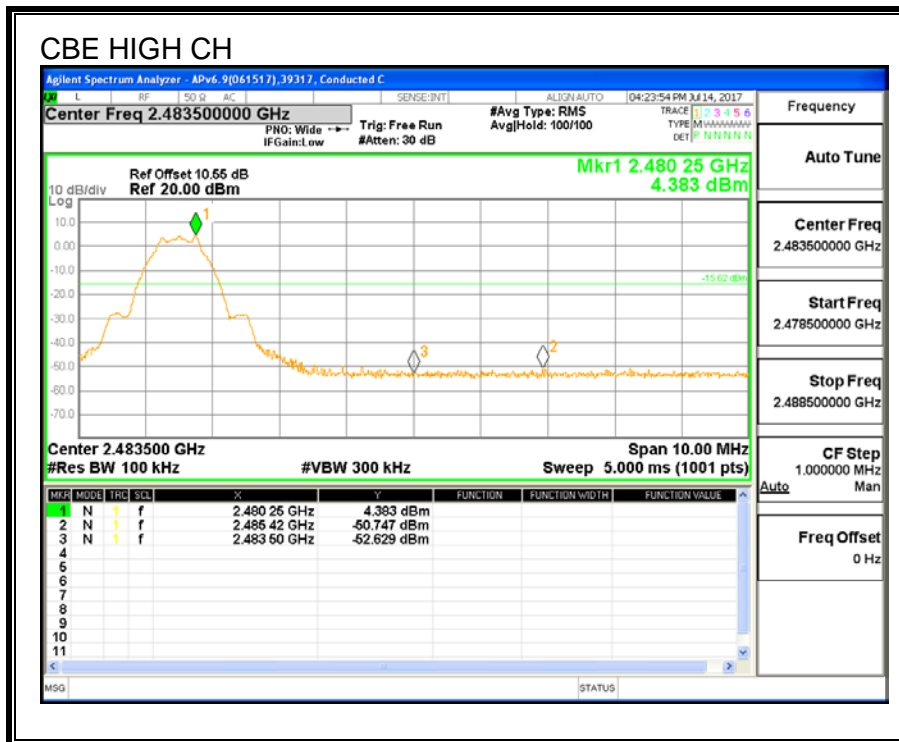 CBE HIGH CH
Agilent Spectrum Analyzer - APv6.9(061517),39317, Conducted C
L RF 50 Ω AC SENSE:INT ALIGN AUTO 04:23:54 PM Jul 14, 2017
Center Freq 2.483500000 GHz
PNO: Wide
IFGain:Low
Trig: Free Run
#Atten: 30 dB
#Avg Type: RMS
Avg|Hold: 100/100
TRACE 1 2 3 4 5 6
TYPE M
DET P N N N N N
Frequency
Auto Tune
Center Freq
2.483500000 GHz
Start Freq
2.478500000 GHz
Stop Freq
2.488500000 GHz
CF Step
1.000000 MHz
Auto Man
Freq Offset
0 Hz
Mkr1 2.480 25 GHz
4.383 dBm
Ref Offset 10.55 dB
10 dB/div Ref 20.00 dBm
Log
10.0
0.00
-10.0
-20.0
-30.0
-40.0
-50.0
-60.0
-70.0
1
-15.62 dBm
3
2
Center 2.483500 GHz Span 10.00 MHz
#Res BW 100 kHz #VBW 300 kHz Sweep 5.000 ms (1001 pts)
MKR MODE TRC SCL X Y FUNCTION FUNCTION WIDTH FUNCTION VALUE
1 N 1 f 2.480 25 GHz 4.383 dBm
2 N 1 f 2.485 42 GHz -50.747 dBm
3 N 1 f 2.483 50 GHz -52.629 dBm
4
5
6
7
8
9
10
11
MSG STATUS